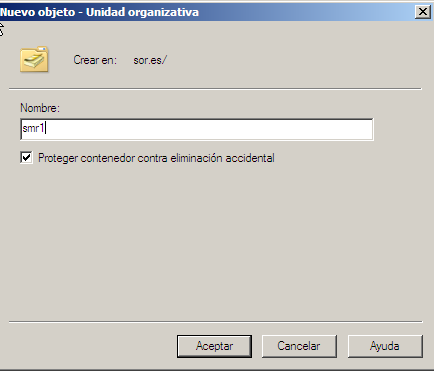 Nuevo objeto - Unidad organizativa
Crear en: sor.es/
Nombre:
smr1
Proteger contenedor contra eliminación accidental
Aceptar Cancelar Ayuda